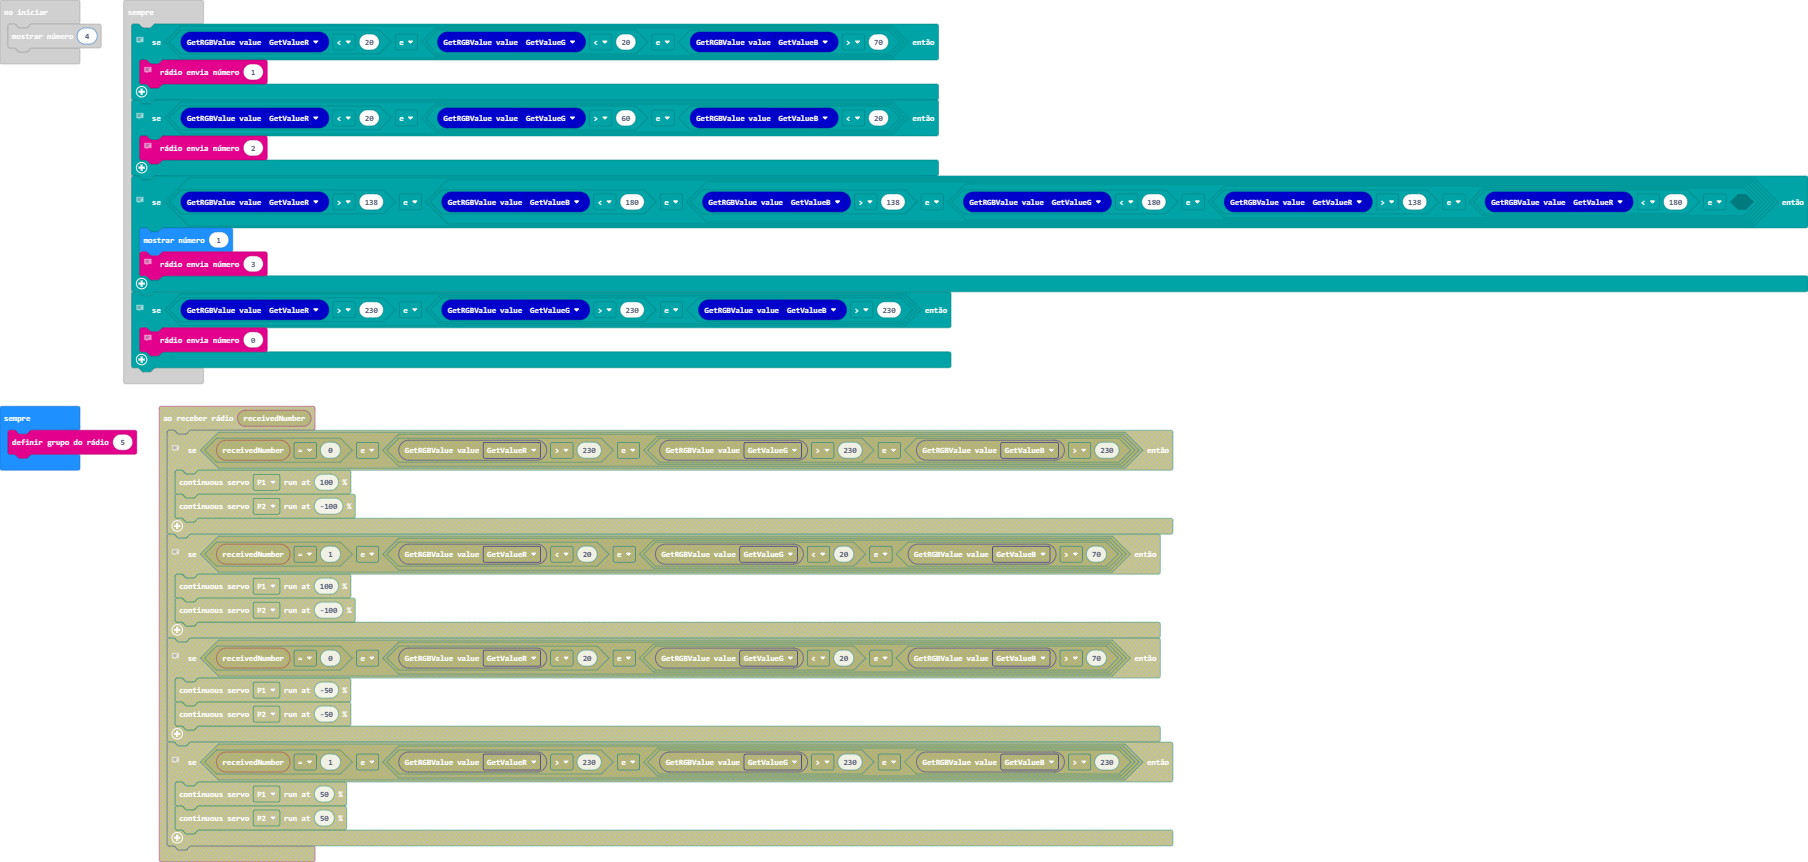 no iniciar
mostrar número 4
sempre
se GetRGBValue value GetValueR < 20 e GetRGBValue value GetValueG < 20 e GetRGBValue value GetValueB > 70 então
rádio envia número 1
se GetRGBValue value GetValueR < 20 e GetRGBValue value GetValueG > 60 e GetRGBValue value GetValueB < 20 então
rádio envia número 2
se GetRGBValue value GetValueR > 138 e GetRGBValue value GetValueB < 180 e GetRGBValue value GetValueB > 138 e GetRGBValue value GetValueG < 180 e GetRGBValue value GetValueR > 138 e GetRGBValue value GetValueR < 180 e então
mostrar número 1
rádio envia número 3
se GetRGBValue value GetValueR > 230 e GetRGBValue value GetValueG > 230 e GetRGBValue value GetValueB > 230 então
rádio envia número 0
sempre
definir grupo do rádio 5
ao receber rádio receivedNumber
se receivedNumber = 0 e GetRGBValue value GetValueR > 230 e GetRGBValue value GetValueG > 230 e GetRGBValue value GetValueB > 230 então
continuous servo P1 run at 100 %
continuous servo P2 run at -100 %
se receivedNumber = 1 e GetRGBValue value GetValueR < 20 e GetRGBValue value GetValueG < 20 e GetRGBValue value GetValueB > 70 então
continuous servo P1 run at 100 %
continuous servo P2 run at -100 %
se receivedNumber = 0 e GetRGBValue value GetValueR < 20 e GetRGBValue value GetValueG < 20 e GetRGBValue value GetValueB > 70 então
continuous servo P1 run at -50 %
continuous servo P2 run at -50 %
se receivedNumber = 1 e GetRGBValue value GetValueR > 230 e GetRGBValue value GetValueG > 230 e GetRGBValue value GetValueB > 230 então
continuous servo P1 run at 50 %
continuous servo P2 run at 50 %